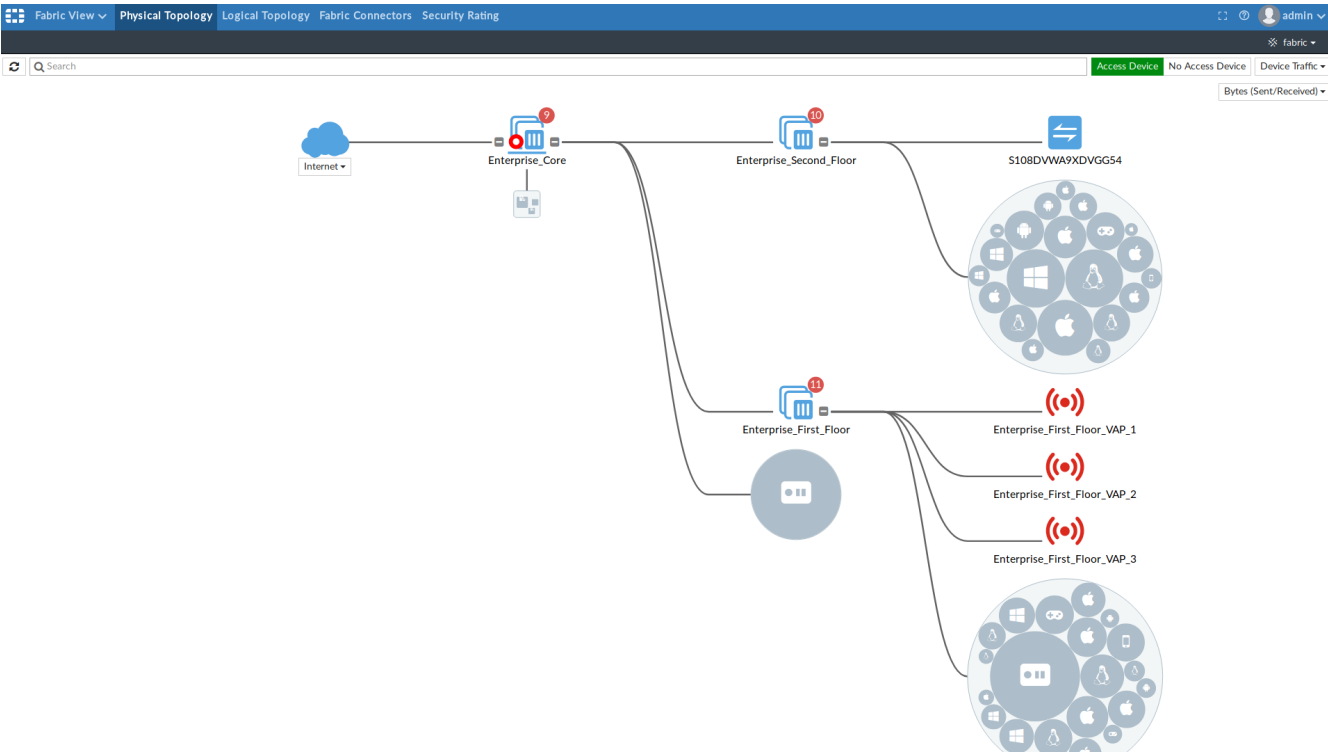 Fabric View Physical Topology Logical Topology Fabric Connectors Security Rating admin
fabric
Search Access Device No Access Device Device Traffic
Bytes (Sent/Received)
9
10
Internet
Enterprise_Core
Enterprise_Second_Floor
S108DVWA9XDVGG54
11
Enterprise_First_Floor
Enterprise_First_Floor_VAP_1
Enterprise_First_Floor_VAP_2
Enterprise_First_Floor_VAP_3